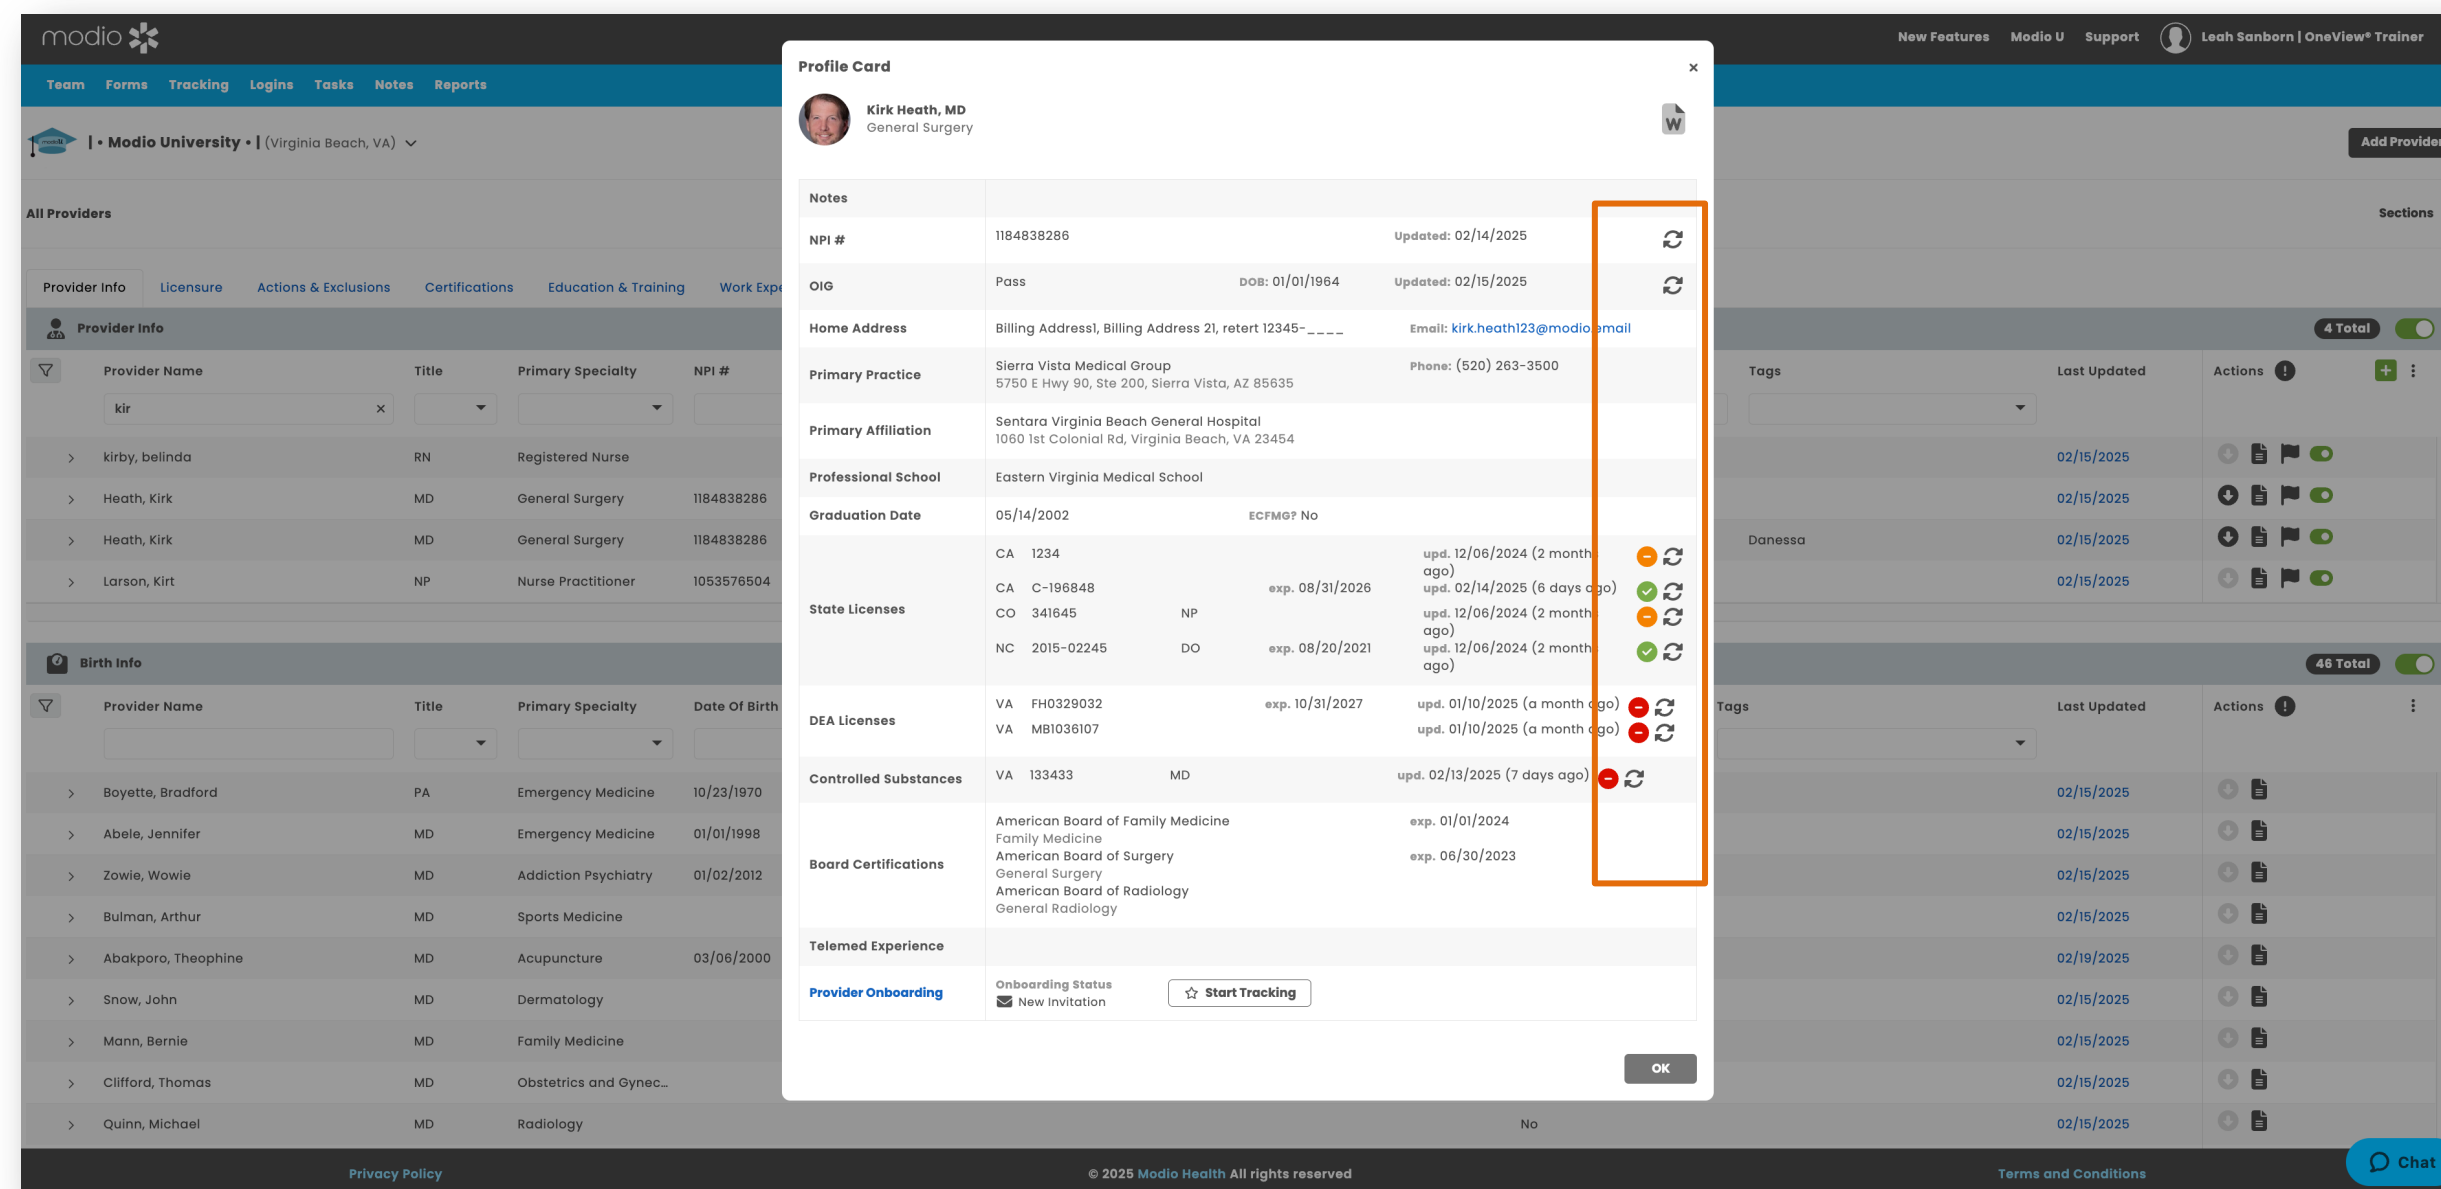 modio
New Features Modio U Support Leah Sanborn | OneView® Trainer
Team Forms Tracking Logins Tasks Notes Reports
| • Modio University • | (Virginia Beach, VA)
Add Provider
All Providers
Sections
Provider Info Licensure Actions & Exclusions Certifications Education & Training Work Expe
Provider Info
4 Total
Provider Name Title Primary Specialty NPI # Tags Last Updated Actions
kir
kirby, belinda RN Registered Nurse 02/15/2025
Heath, Kirk MD General Surgery 1184838286 02/15/2025
Heath, Kirk MD General Surgery 1184838286 Danessa 02/15/2025
Larson, Kirt NP Nurse Practitioner 1053576504 02/15/2025
Birth Info
46 Total
Provider Name Title Primary Specialty Date Of Birth Tags Last Updated Actions
Boyette, Bradford PA Emergency Medicine 10/23/1970 02/15/2025
Abele, Jennifer MD Emergency Medicine 01/01/1998 02/15/2025
Zowie, Wowie MD Addiction Psychiatry 01/02/2012 02/15/2025
Bulman, Arthur MD Sports Medicine 02/15/2025
Abakporo, Theophine MD Acupuncture 03/06/2000 02/19/2025
Snow, John MD Dermatology 02/15/2025
Mann, Bernie MD Family Medicine 02/15/2025
Clifford, Thomas MD Obstetrics and Gynec... 02/15/2025
Quinn, Michael MD Radiology No 02/15/2025
Profile Card ×
Kirk Heath, MD
General Surgery
W
Notes
NPI # 1184838286 Updated: 02/14/2025
OIG Pass DOB: 01/01/1964 Updated: 02/15/2025
Home Address Billing Address1, Billing Address 21, retert 12345-____ Email: kirk.heath123@modio.email
Primary Practice Sierra Vista Medical Group Phone: (520) 263-3500
5750 E Hwy 90, Ste 200, Sierra Vista, AZ 85635
Primary Affiliation Sentara Virginia Beach General Hospital
1060 1st Colonial Rd, Virginia Beach, VA 23454
Professional School Eastern Virginia Medical School
Graduation Date 05/14/2002 ECFMG? No
State Licenses
CA 1234 upd. 12/06/2024 (2 months
ago)
CA C-196848 exp. 08/31/2026 upd. 02/14/2025 (6 days ago)
CO 341645 NP upd. 12/06/2024 (2 months
ago)
NC 2015-02245 DO exp. 08/20/2021 upd. 12/06/2024 (2 months
ago)
DEA Licenses
VA FH0329032 exp. 10/31/2027 upd. 01/10/2025 (a month ago)
VA MB1036107 upd. 01/10/2025 (a month ago)
Controlled Substances VA 133433 MD upd. 02/13/2025 (7 days ago)
Board Certifications
American Board of Family Medicine exp. 01/01/2024
Family Medicine
American Board of Surgery exp. 06/30/2023
General Surgery
American Board of Radiology
General Radiology
Telemed Experience
Provider Onboarding
Onboarding Status
New Invitation
Start Tracking
OK
Privacy Policy © 2025 Modio Health All rights reserved Terms and Conditions
Chat